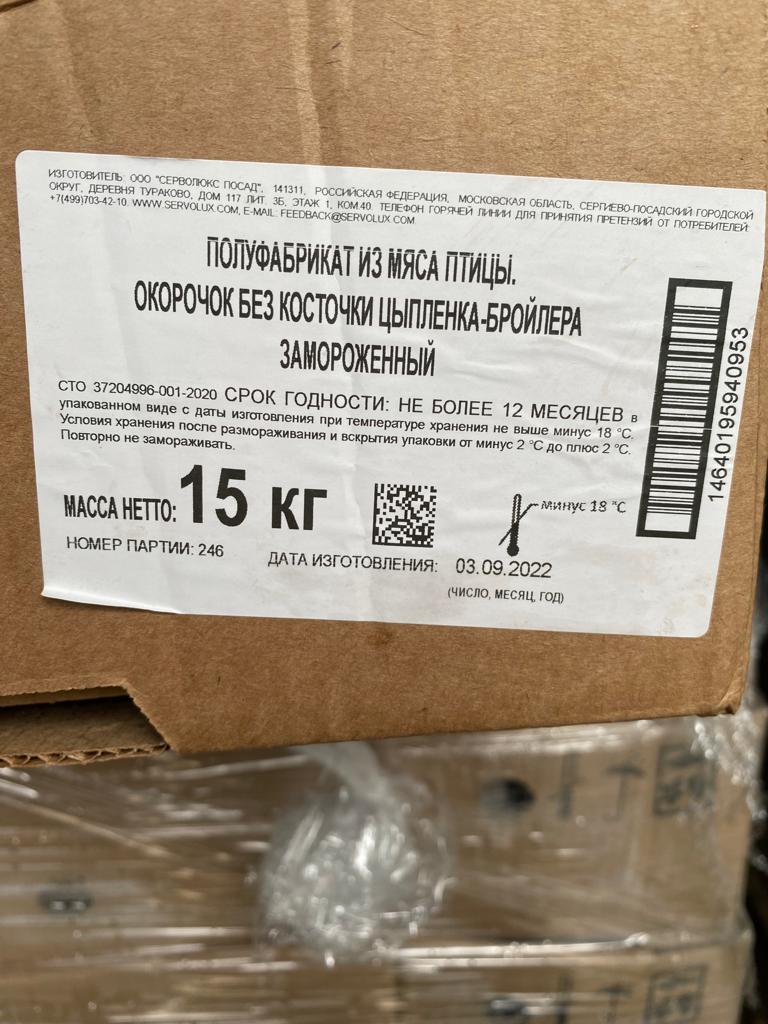 ИЗГОТОВИТЕЛЬ: ООО "СЕРВОЛЮКС ПОСАД", 141311, РОССИЙСКАЯ ФЕДЕРАЦИЯ, МОСКОВСКАЯ ОБЛАСТЬ, СЕРГИЕВО-ПОСАДСКИЙ ГОРОДСКОЙ
ОКРУГ, ДЕРЕВНЯ ТУРАКОВО, ДОМ 117 ЛИТ. 3Б, ЭТАЖ 1, КОМ.40. ТЕЛЕФОН ГОРЯЧЕЙ ЛИНИИ ДЛЯ ПРИНЯТИЯ ПРЕТЕНЗИЙ ОТ ПОТРЕБИТЕЛЕЙ:
+7(499)703-42-10. WWW.SERVOLUX.COM, E-MAIL: FEEDBACK@SERVOLUX.COM
ПОЛУФАБРИКАТ ИЗ МЯСА ПТИЦЫ.
ОКОРОЧОК БЕЗ КОСТОЧКИ ЦЫПЛЕНКА-БРОЙЛЕРА
ЗАМОРОЖЕННЫЙ
СТО 37204996-001-2020 СРОК ГОДНОСТИ: НЕ БОЛЕЕ 12 МЕСЯЦЕВ в
упакованном виде с даты изготовления при температуре хранения не выше минус 18 °С.
Условия хранения после размораживания и вскрытия упаковки от минус 2 °С до плюс 2 °С.
Повторно не замораживать.
МАССА НЕТТО: 15 кг
минус 18 °С
НОМЕР ПАРТИИ: 246
ДАТА ИЗГОТОВЛЕНИЯ: 03.09.2022
(ЧИСЛО, МЕСЯЦ, ГОД)
14640195940953